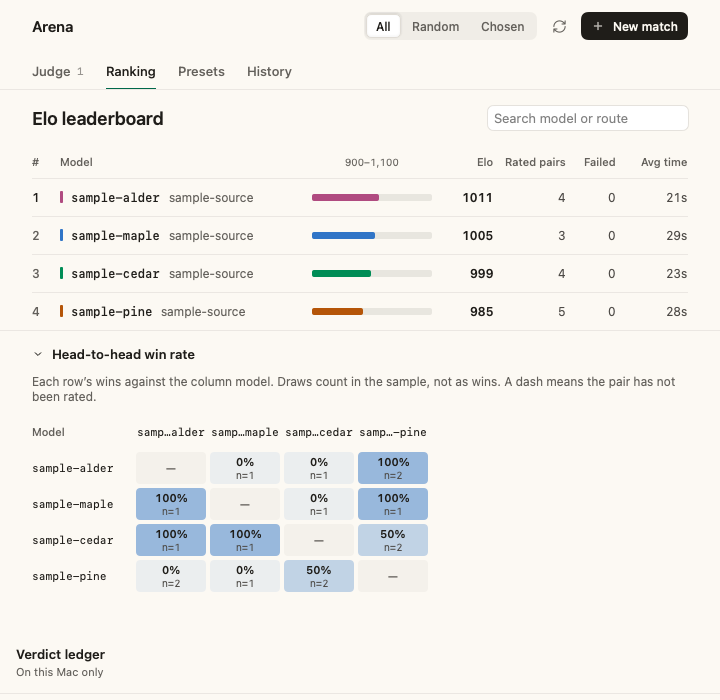 Arena
All Random Chosen + New match
Judge 1 Ranking Presets History
Elo leaderboard
Search model or route
# Model 900–1,100 Elo Rated pairs Failed Avg time
1 sample-alder sample-source 1011 4 0 21s
2 sample-maple sample-source 1005 3 0 29s
3 sample-cedar sample-source 999 4 0 23s
4 sample-pine sample-source 985 5 0 28s
Head-to-head win rate
Each row's wins against the column model. Draws count in the sample, not as wins. A dash means the pair has not
been rated.
Model samp…alder samp…maple samp…cedar samp…-pine
sample-alder — 0% n=1 0% n=1 100% n=2
sample-maple 100% n=1 — 0% n=1 100% n=1
sample-cedar 100% n=1 100% n=1 — 50% n=2
sample-pine 0% n=2 0% n=1 50% n=2 —
Verdict ledger
On this Mac only